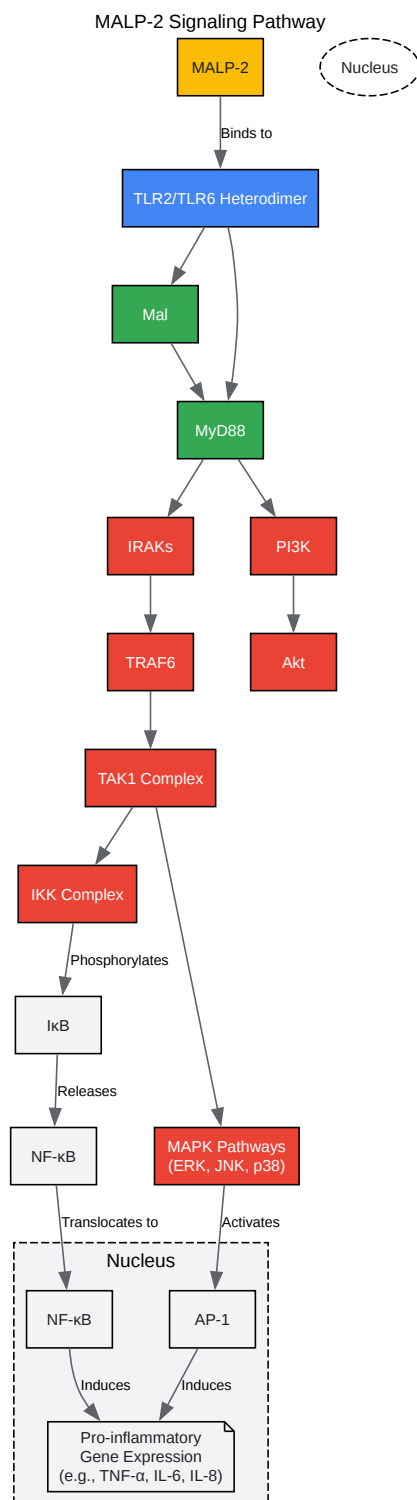 MALP-2 Signaling Pathway
MALP-2
Nucleus
Binds to
TLR2/TLR6 Heterodimer
Mal
MyD88
IRAKs
PI3K
TRAF6
Akt
TAK1 Complex
IKK Complex
Phosphorylates
IκB
Releases
NF-κB
MAPK Pathways
(ERK, JNK, p38)
Translocates to
Activates
Nucleus
NF-κB
AP-1
Induces
Induces
Pro-inflammatory
Gene Expression
(e.g., TNF-α, IL-6, IL-8)